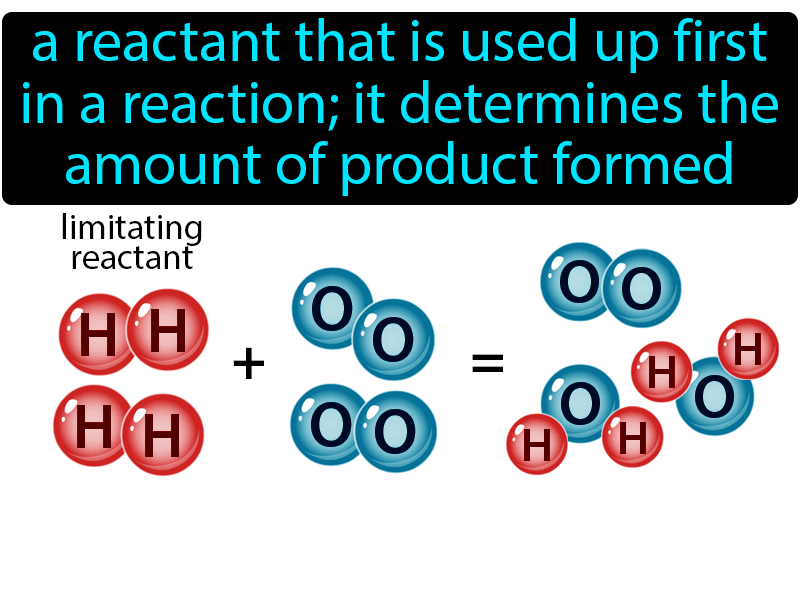 a reactant that is used up first
in a reaction; it determines the
amount of product formed
limitating
reactant
H H
H H
+
O O
O O
=
O O
O H H
H O H